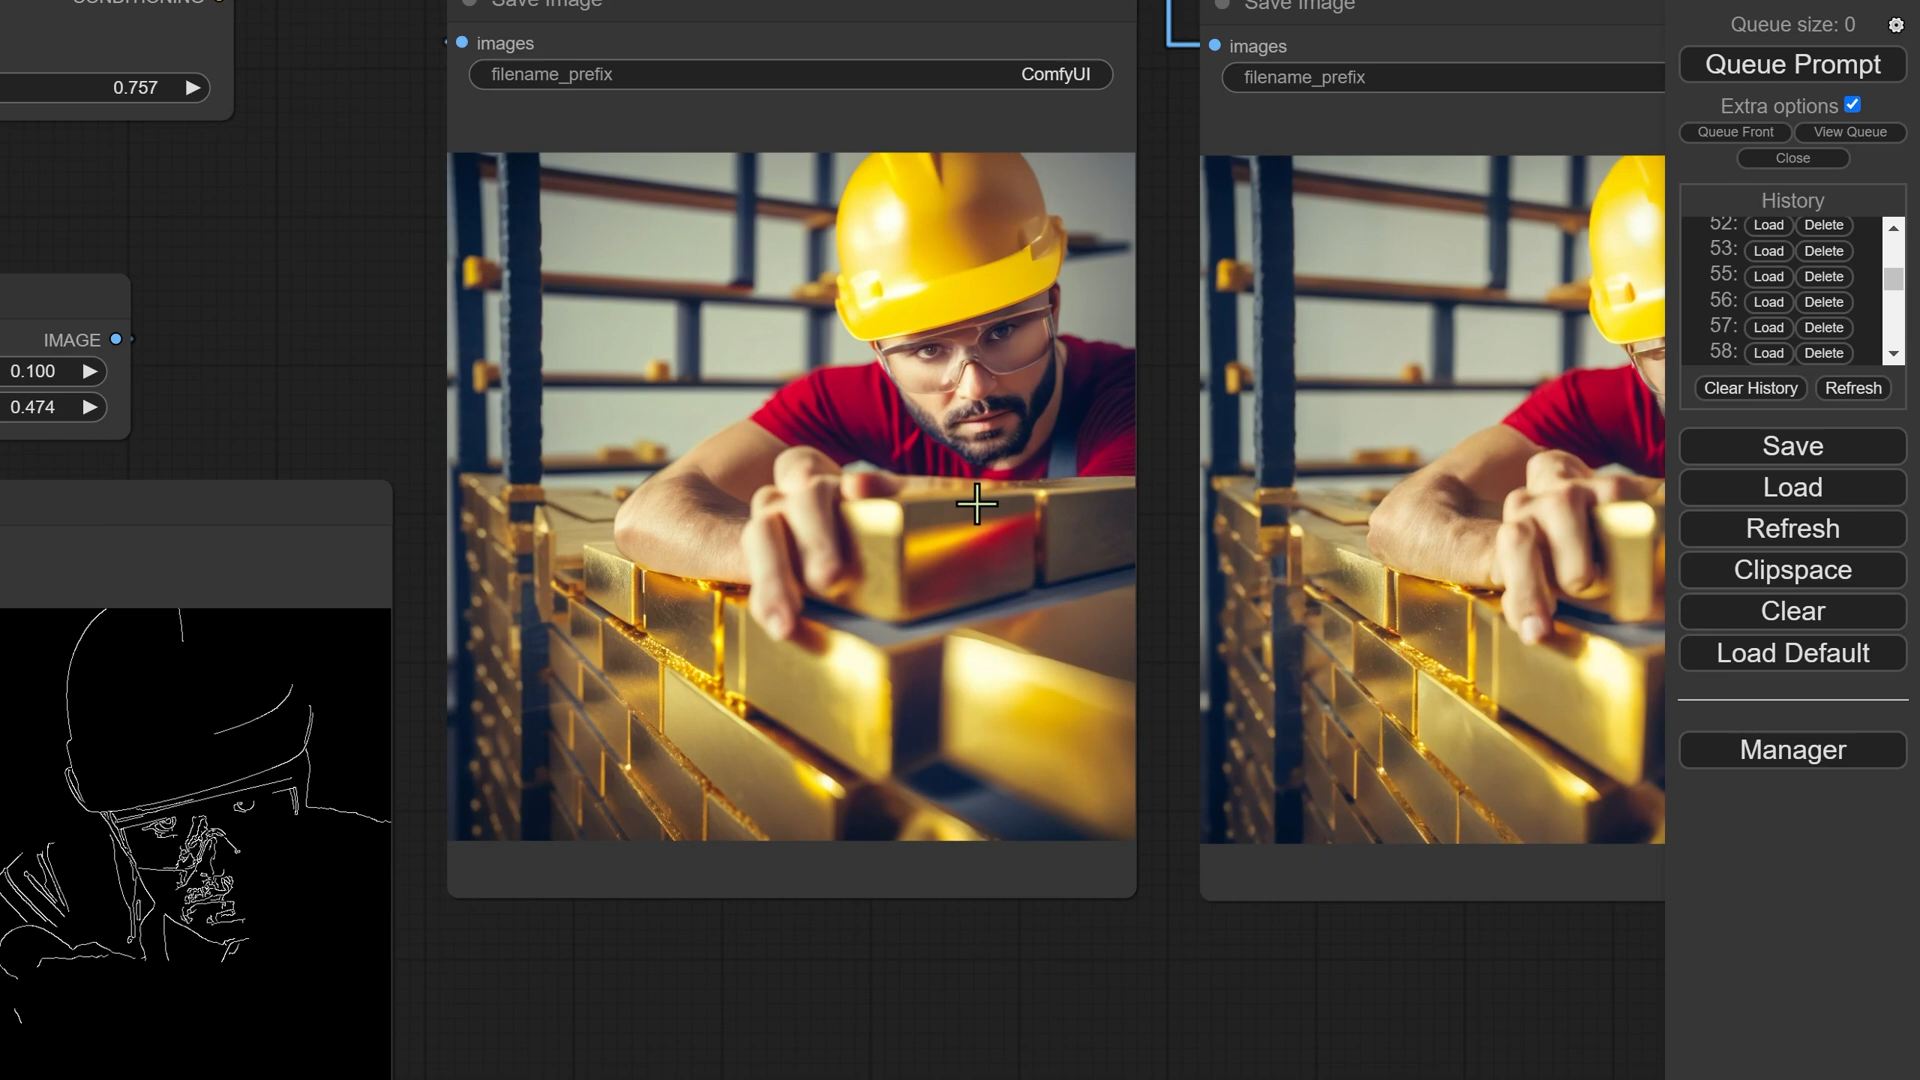 CONDITIONING
0.757
IMAGE
0.100
0.474
Save Image
images
filename_prefix ComfyUI
Save Image
images
filename_prefix
Queue size: 0
Queue Prompt
Extra options
Queue Front View Queue
Close
History
52: Load Delete
53: Load Delete
55: Load Delete
56: Load Delete
57: Load Delete
58: Load Delete
Clear History Refresh
Save
Load
Refresh
Clipspace
Clear
Load Default
Manager